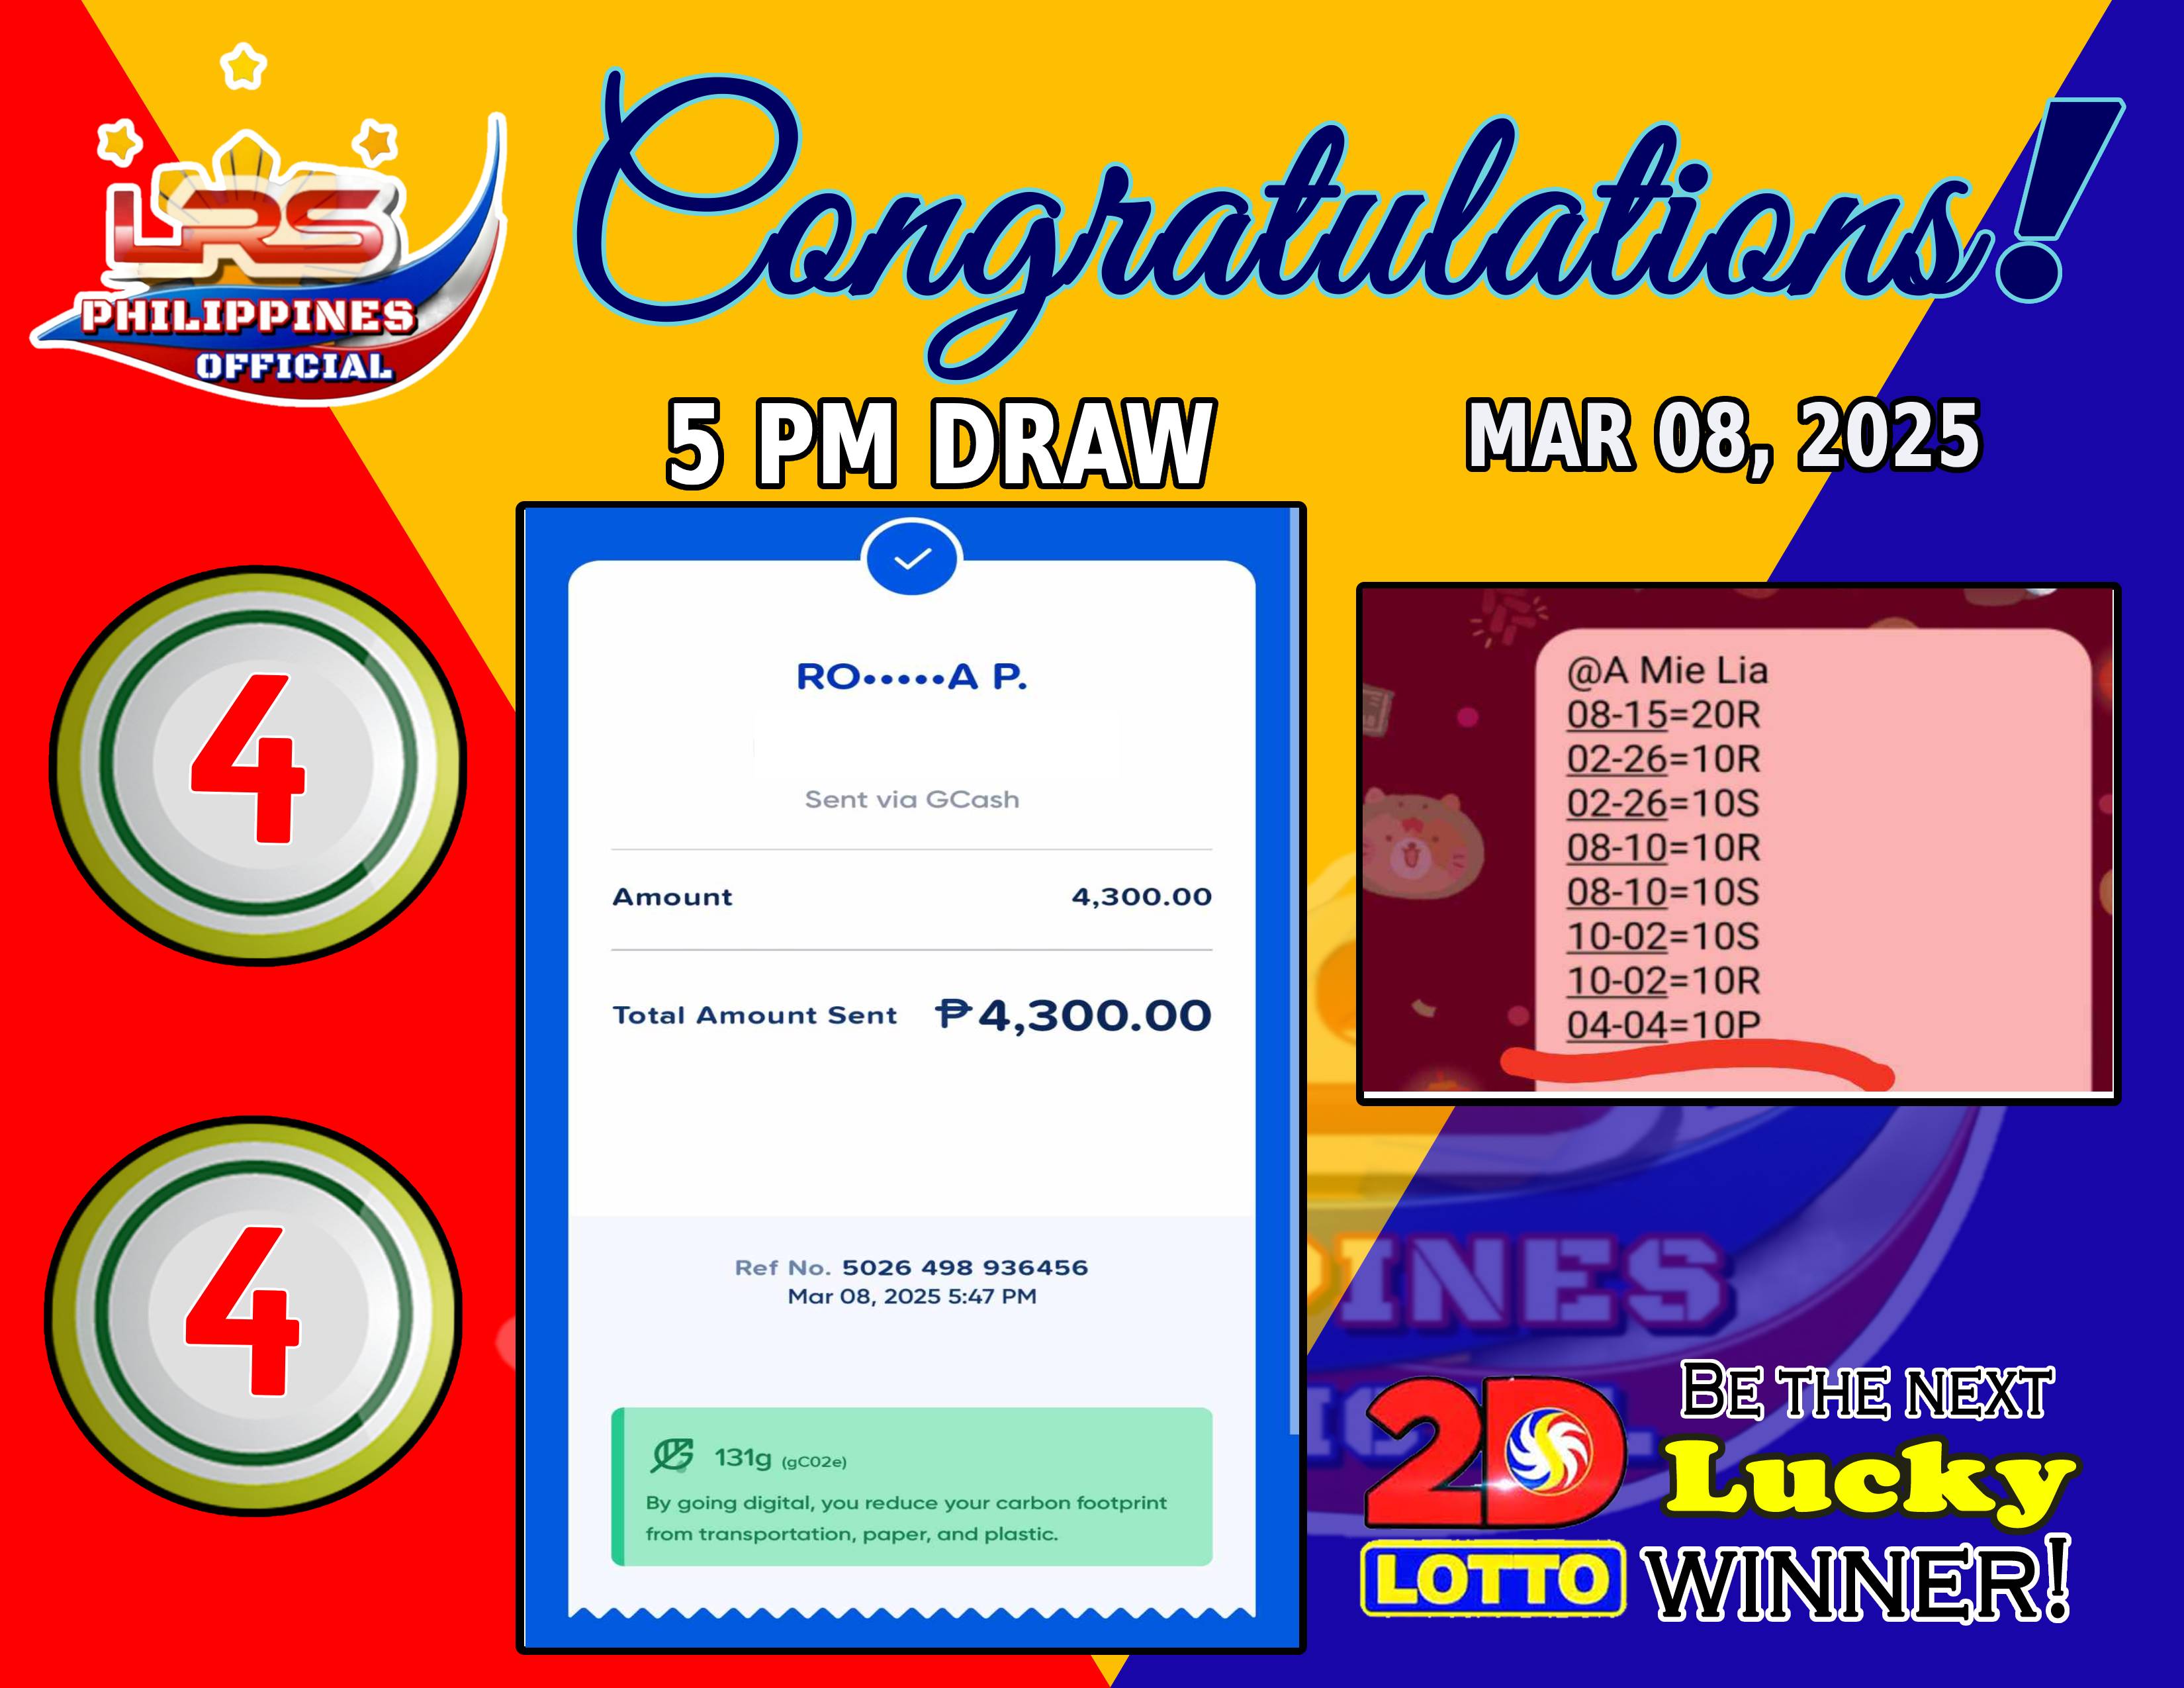 LRS
PHILIPPINES
OFFICIAL
Congratulations!
5 PM DRAW
MAR 08, 2025
4
4
RO•••••A P.
Sent via GCash
Amount 4,300.00
Total Amount Sent ₱4,300.00
Ref No. 5026 498 936456
Mar 08, 2025 5:47 PM
131g (gCO2e)
By going digital, you reduce your carbon footprint
from transportation, paper, and plastic.
@A Mie Lia
08-15=20R
02-26=10R
02-26=10S
08-10=10R
08-10=10S
10-02=10S
10-02=10R
04-04=10P
PINES
2D
LOTTO
BE THE NEXT
Lucky
WINNER!